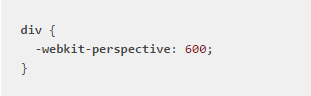 div {
-webkit-perspective: 600;
}